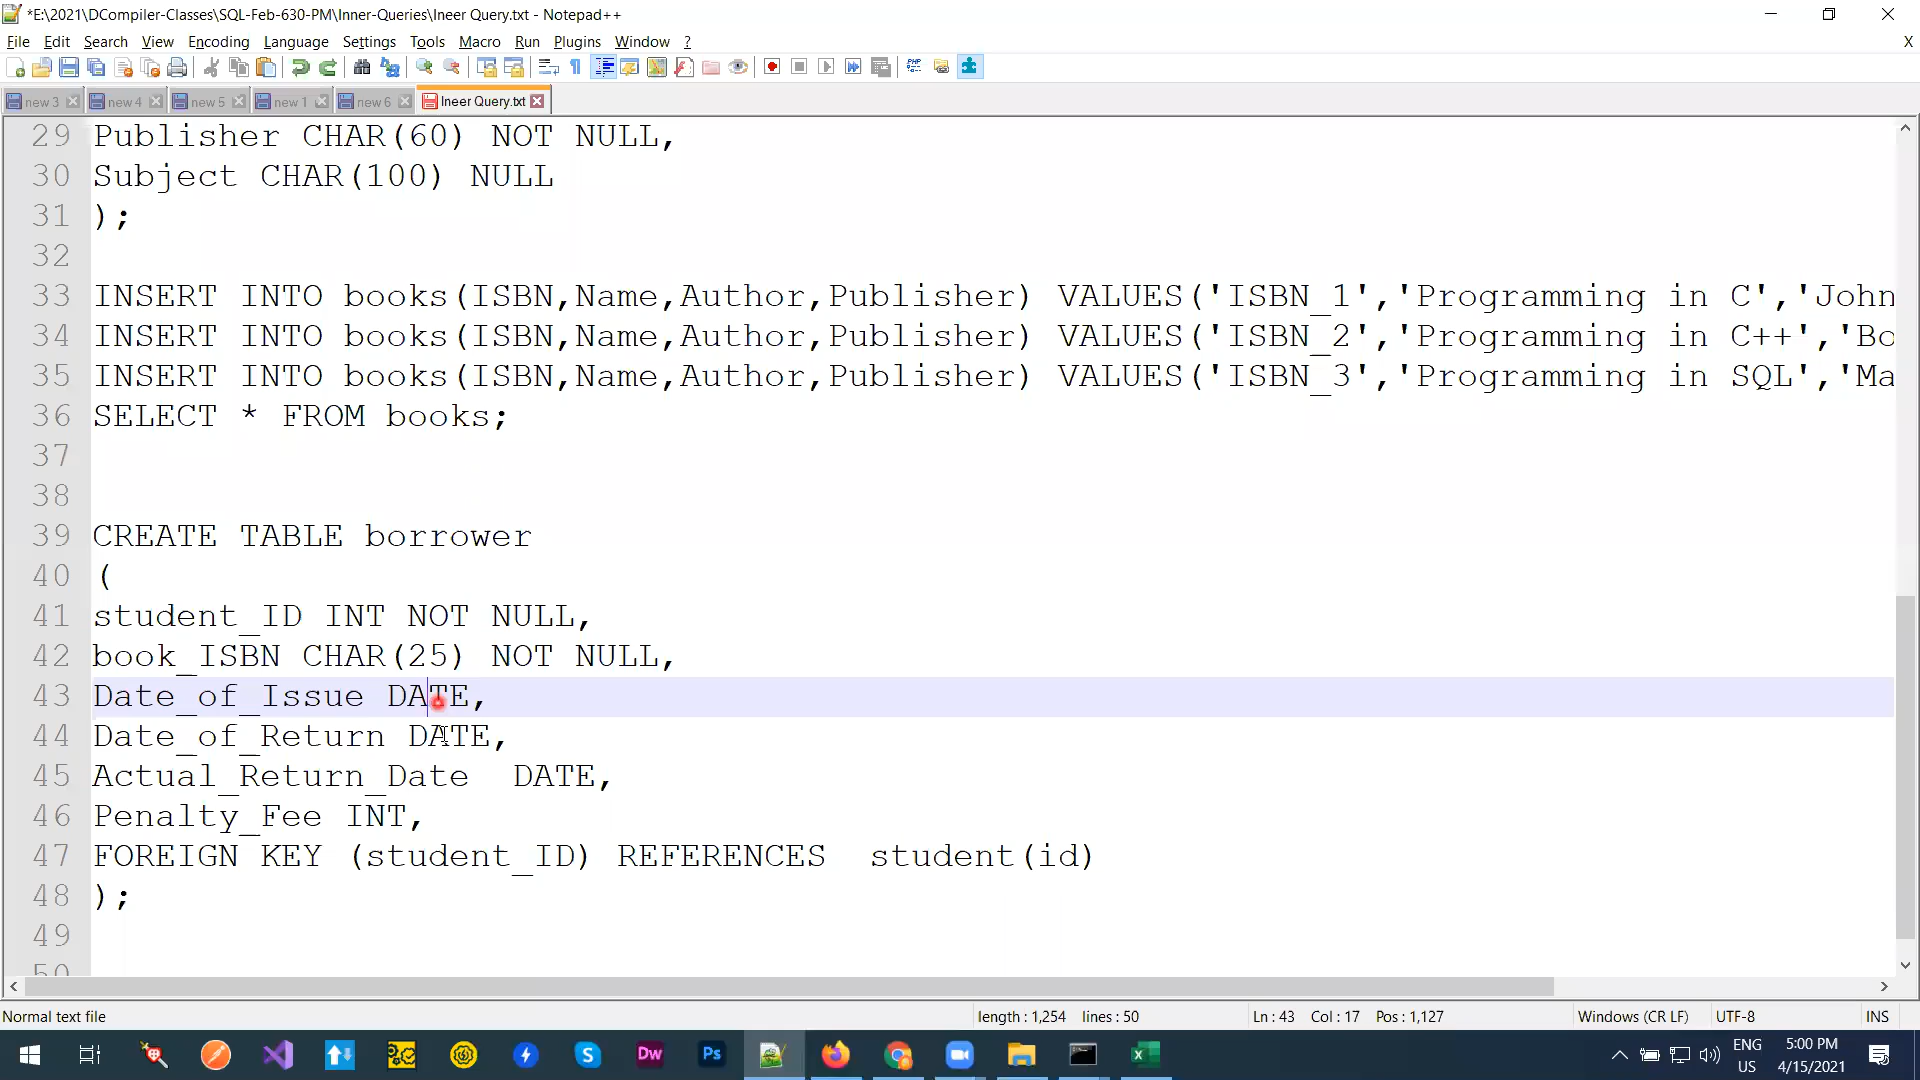 *E:\2021\DCompiler-Classes\SQL-Feb-630-PM\Inner-Queries\Ineer Query.txt - Notepad++
File Edit Search View Encoding Language Settings Tools Macro Run Plugins Window ? X
new 3 new 4 new 5 new 1 new 6 Ineer Query.txt
29 Publisher CHAR(60) NOT NULL,
30 Subject CHAR(100) NULL
31 );
32
33 INSERT INTO books(ISBN,Name,Author,Publisher) VALUES('ISBN_1','Programming in C','John
34 INSERT INTO books(ISBN,Name,Author,Publisher) VALUES('ISBN_2','Programming in C++','Bo
35 INSERT INTO books(ISBN,Name,Author,Publisher) VALUES('ISBN_3','Programming in SQL','Ma
36 SELECT * FROM books;
37
38
39 CREATE TABLE borrower
40 (
41 student_ID INT NOT NULL,
42 book_ISBN CHAR(25) NOT NULL,
43 Date_of_Issue DATE,
44 Date_of_Return DATE,
45 Actual_Return_Date  DATE,
46 Penalty_Fee INT,
47 FOREIGN KEY (student_ID) REFERENCES  student(id)
48 );
49
50
Normal text file length : 1,254 lines : 50 Ln : 43 Col : 17 Pos : 1,127 Windows (CR LF) UTF-8 INS
Dw Ps ENG 5:00 PM
US 4/15/2021